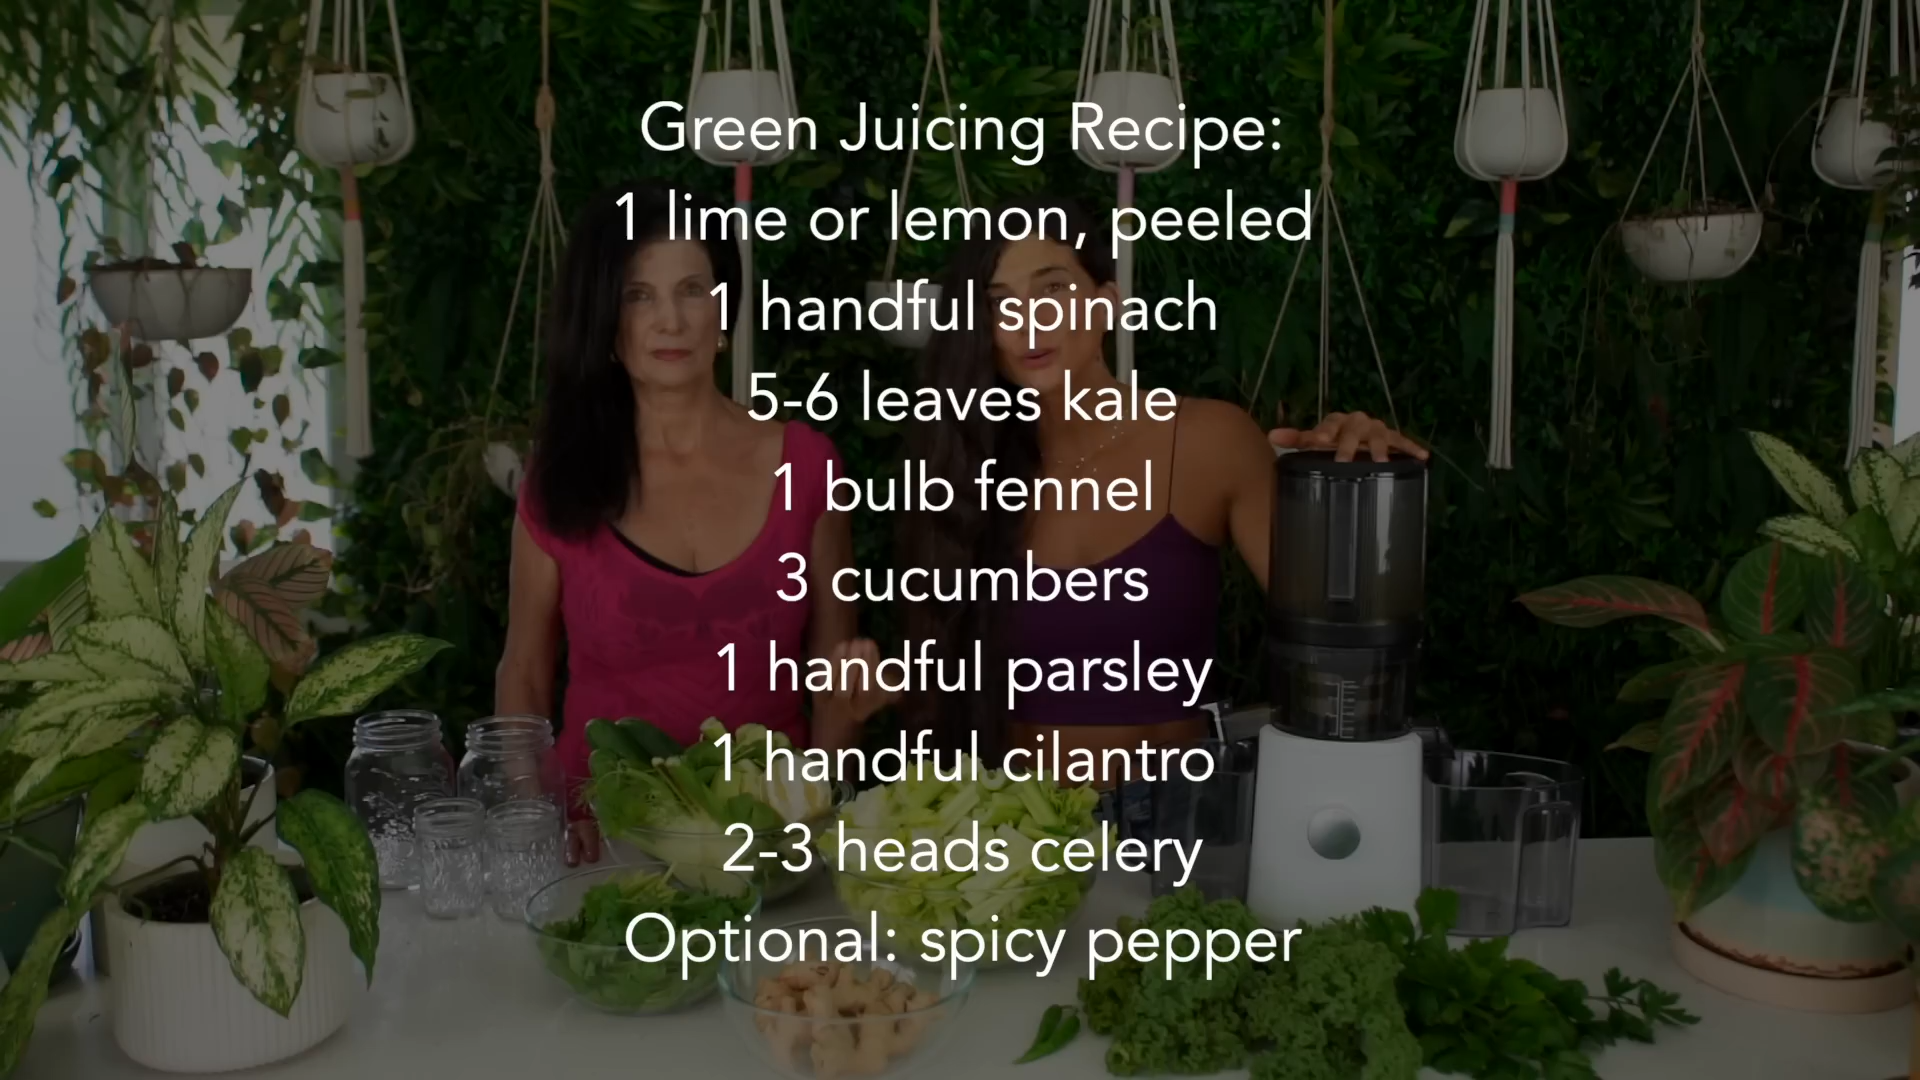 Green Juicing Recipe:
1 lime or lemon, peeled
1 handful spinach
5-6 leaves kale
1 bulb fennel
3 cucumbers
1 handful parsley
1 handful cilantro
2-3 heads celery
Optional: spicy pepper